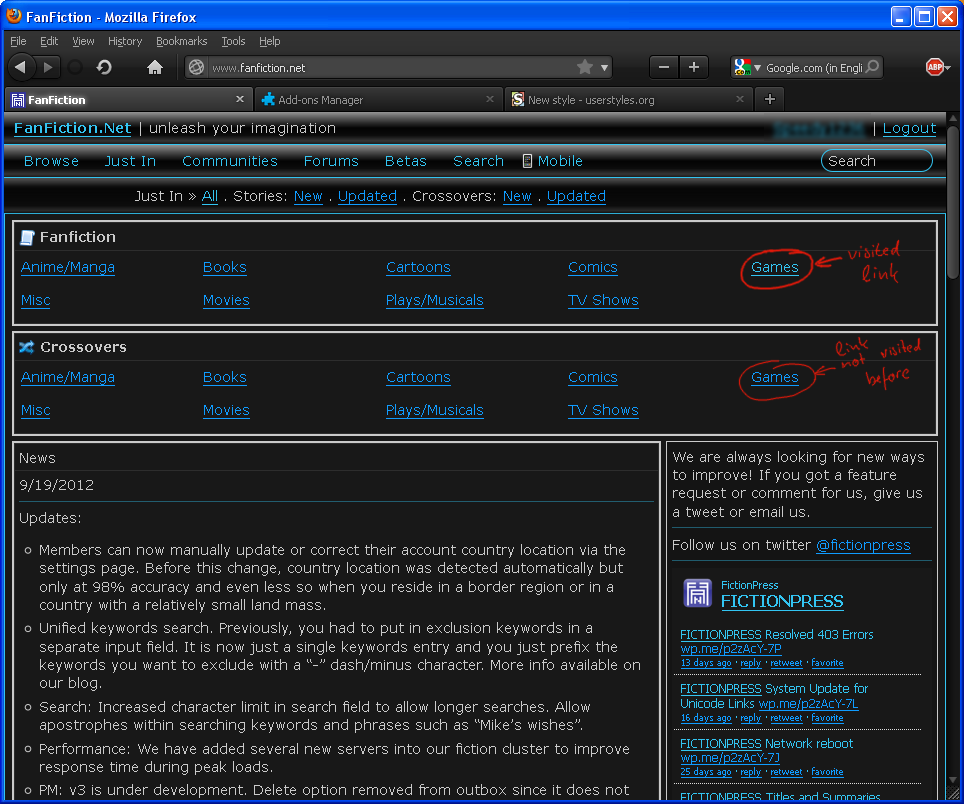 FanFiction - Mozilla Firefox
File Edit View History Bookmarks Tools Help
www.fanfiction.net
Google.com (in Engli
ABP
FanFiction
Add-ons Manager
New style - userstyles.org
FanFiction.Net | unleash your imagination
| Logout
Browse Just In Communities Forums Betas Search Mobile
Search
Just In » All . Stories: New . Updated . Crossovers: New . Updated
Fanfiction
Anime/Manga Books Cartoons Comics Games
visited
link
Misc Movies Plays/Musicals TV Shows
Crossovers
link
not visited
before
Anime/Manga Books Cartoons Comics Games
Misc Movies Plays/Musicals TV Shows
News
9/19/2012
Updates:
Members can now manually update or correct their account country location via the
settings page. Before this change, country location was detected automatically but
only at 98% accuracy and even less so when you reside in a border region or in a
country with a relatively small land mass.
Unified keywords search. Previously, you had to put in exclusion keywords in a
separate input field. It is now just a single keywords entry and you just prefix the
keywords you want to exclude with a “-” dash/minus character. More info available on
our blog.
Search: Increased character limit in search field to allow longer searches. Allow
apostrophes within searching keywords and phrases such as “Mike’s wishes”.
Performance: We have added several new servers into our fiction cluster to improve
response time during peak loads.
PM: v3 is under development. Delete option removed from outbox since it does not
We are always looking for new ways
to improve! If you got a feature
request or comment for us, give us
a tweet or email us.
Follow us on twitter @fictionpress
FictionPress
FICTIONPRESS
FICTIONPRESS Resolved 403 Errors
wp.me/p2zAcY-7P
13 days ago · reply · retweet · favorite
FICTIONPRESS System Update for
Unicode Links wp.me/p2zAcY-7L
16 days ago · reply · retweet · favorite
FICTIONPRESS Network reboot
wp.me/p2zAcY-7J
25 days ago · reply · retweet · favorite
FICTIONPRESS Titles and Summaries